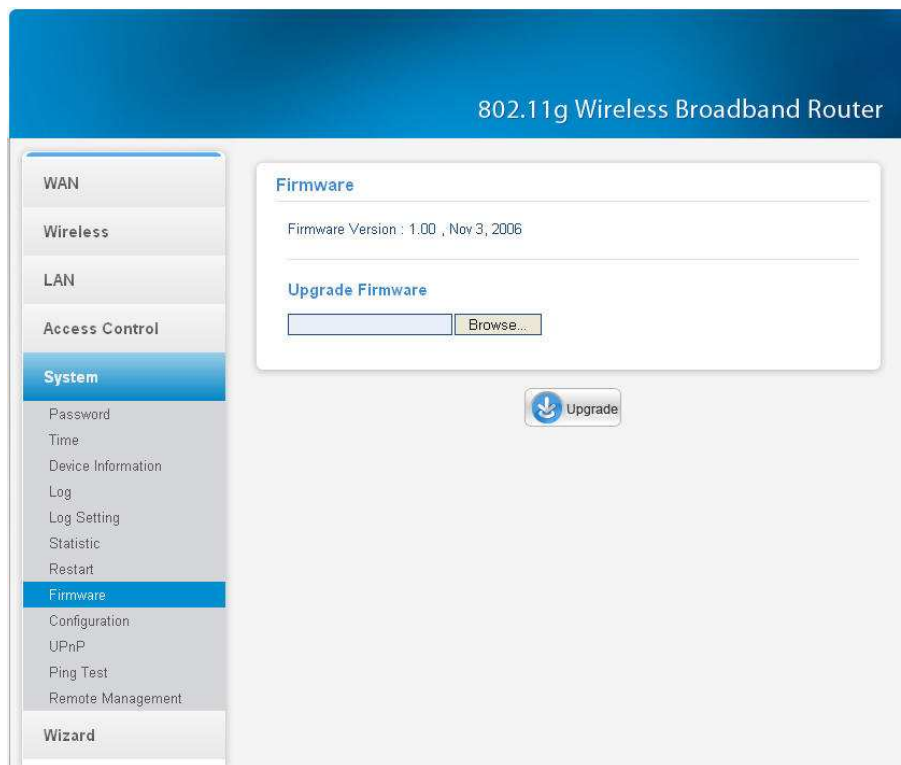 802.11g Wireless Broadband Router
WAN
Wireless
LAN
Access Control
System
Password
Time
Device Information
Log
Log Setting
Statistic
Restart
Firmware
Configuration
UPnP
Ping Test
Remote Management
Wizard
Firmware
Firmware Version : 1.00 , Nov 3, 2006
Upgrade Firmware
Browse...
Upgrade